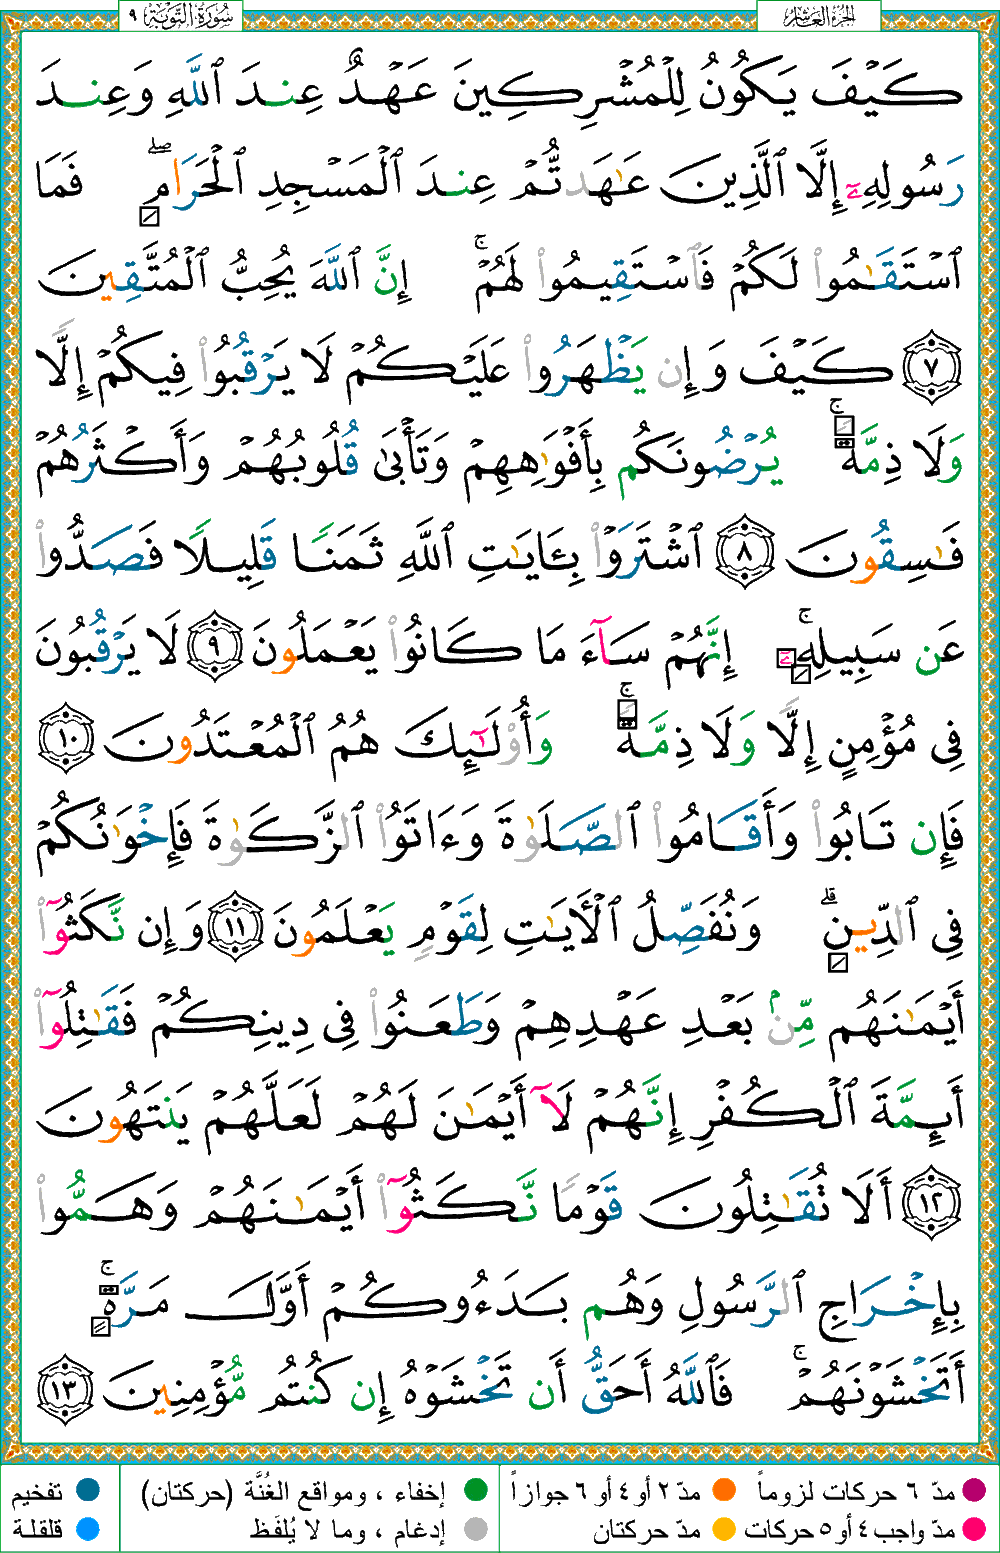 الجزء العاشر
سُورَةُ التَّوْبَة ٩
كَيْفَ يَكُونُ لِلْمُشْرِكِينَ عَهْدٌ عِندَ ٱللَّهِ وَعِندَ
رَسُولِهِۦٓ إِلَّا ٱلَّذِينَ عَٰهَدتُّمْ عِندَ ٱلْمَسْجِدِ ٱلْحَرَامِ ۖ فَمَا
ٱسْتَقَٰمُوا۟ لَكُمْ فَٱسْتَقِيمُوا۟ لَهُمْ ۚ إِنَّ ٱللَّهَ يُحِبُّ ٱلْمُتَّقِينَ
٧ كَيْفَ وَإِن يَظْهَرُوا۟ عَلَيْكُمْ لَا يَرْقُبُوا۟ فِيكُمْ إِلًّا
وَلَا ذِمَّةً ۚ يُرْضُونَكُم بِأَفْوَٰهِهِمْ وَتَأْبَىٰ قُلُوبُهُمْ وَأَكْثَرُهُمْ
فَٰسِقُونَ ٨ ٱشْتَرَوْا۟ بِـَٔايَٰتِ ٱللَّهِ ثَمَنًا قَلِيلًا فَصَدُّوا۟
عَن سَبِيلِهِۦٓ ۚ إِنَّهُمْ سَآءَ مَا كَانُوا۟ يَعْمَلُونَ ٩ لَا يَرْقُبُونَ
فِى مُؤْمِنٍ إِلًّا وَلَا ذِمَّةً ۚ وَأُو۟لَٰٓئِكَ هُمُ ٱلْمُعْتَدُونَ ١٠
فَإِن تَابُوا۟ وَأَقَامُوا۟ ٱلصَّلَوٰةَ وَءَاتَوُا۟ ٱلزَّكَوٰةَ فَإِخْوَٰنُكُمْ
فِى ٱلدِّينِ ۗ وَنُفَصِّلُ ٱلْأَيَٰتِ لِقَوْمٍ يَعْلَمُونَ ١١ وَإِن نَّكَثُوٓا۟
أَيْمَٰنَهُم مِّنۢ بَعْدِ عَهْدِهِمْ وَطَعَنُوا۟ فِى دِينِكُمْ فَقَٰتِلُوٓا۟
أَئِمَّةَ ٱلْكُفْرِ إِنَّهُمْ لَآ أَيْمَٰنَ لَهُمْ لَعَلَّهُمْ يَنتَهُونَ
١٢ أَلَا تُقَٰتِلُونَ قَوْمًا نَّكَثُوٓا۟ أَيْمَٰنَهُمْ وَهَمُّوا۟
بِإِخْرَاجِ ٱلرَّسُولِ وَهُم بَدَءُوكُمْ أَوَّلَ مَرَّةٍ ۚ
أَتَخْشَوْنَهُمْ ۚ فَٱللَّهُ أَحَقُّ أَن تَخْشَوْهُ إِن كُنتُم مُّؤْمِنِينَ ١٣
مدّ ٦ حركات لزوماً
مدّ ٢ أو ٤ أو ٦ جوازاً
إخفاء ، ومواقع الغُنَّة (حركتان)
تفخيم
مدّ واجب ٤ أو ٥ حركات
مدّ حركتان
إدغام ، وما لا يُلفَظ
قلقلة